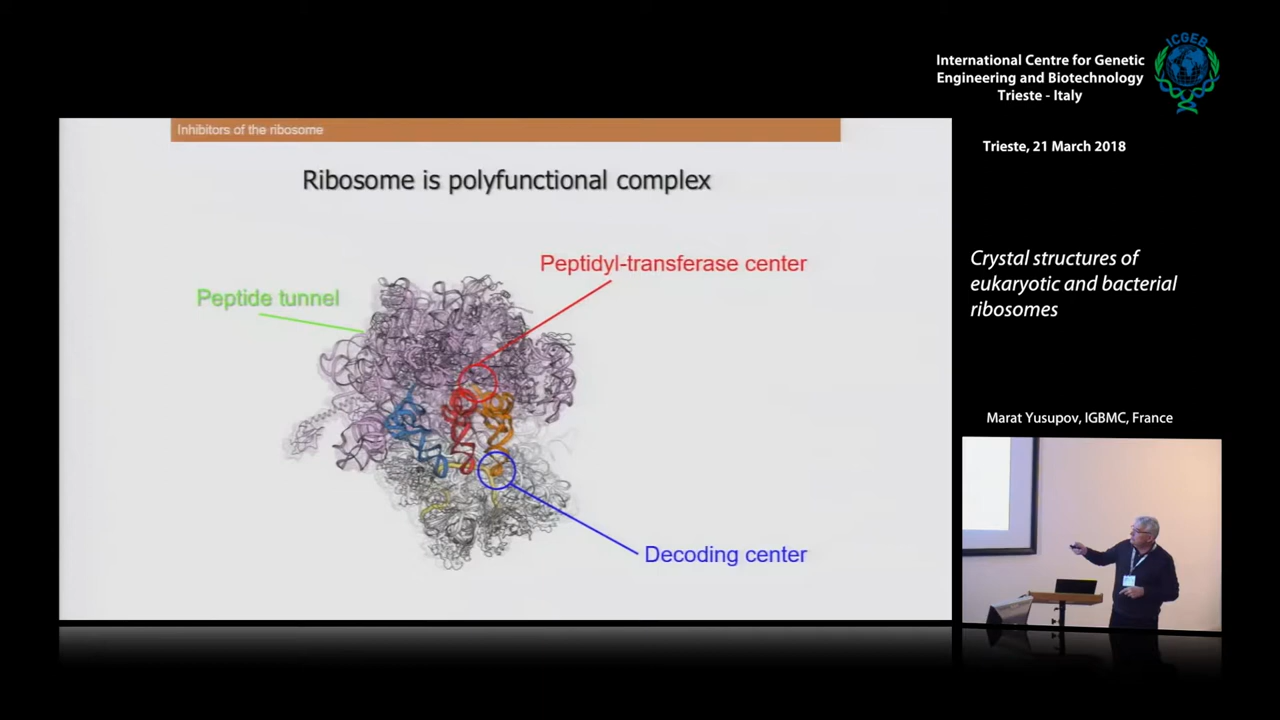 ICGEB
International Centre for Genetic
Engineering and Biotechnology
Trieste - Italy
Trieste, 21 March 2018
Inhibitors of the ribosome
Ribosome is polyfunctional complex
Peptidyl-transferase center
Peptide tunnel
Decoding center
Crystal structures of
eukaryotic and bacterial
ribosomes
Marat Yusupov, IGBMC, France